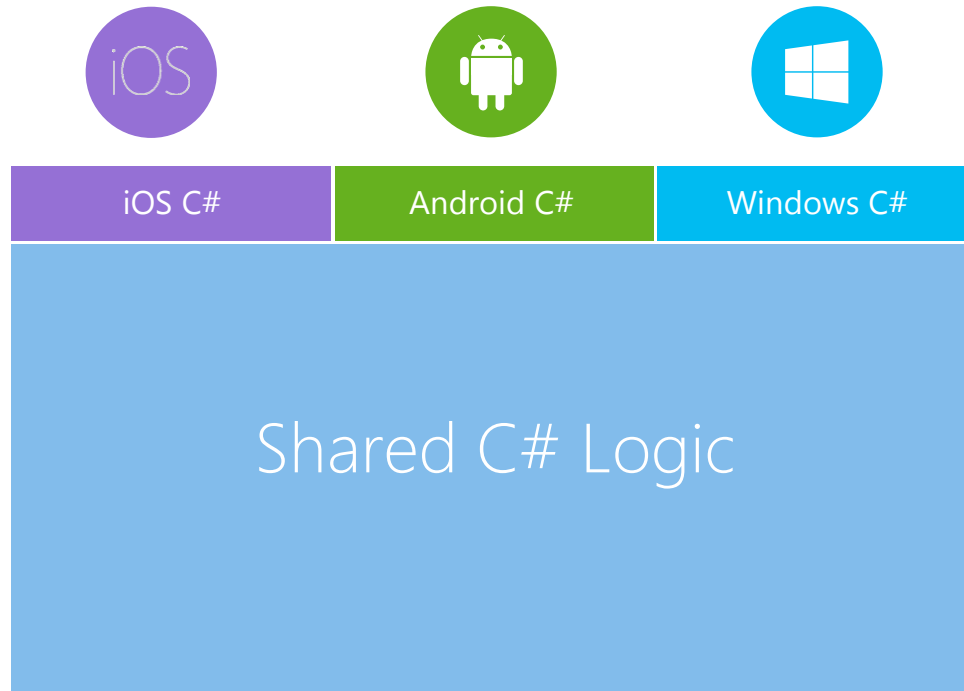 iOS
iOS C#
Android C#
Windows C#
Shared C# Logic